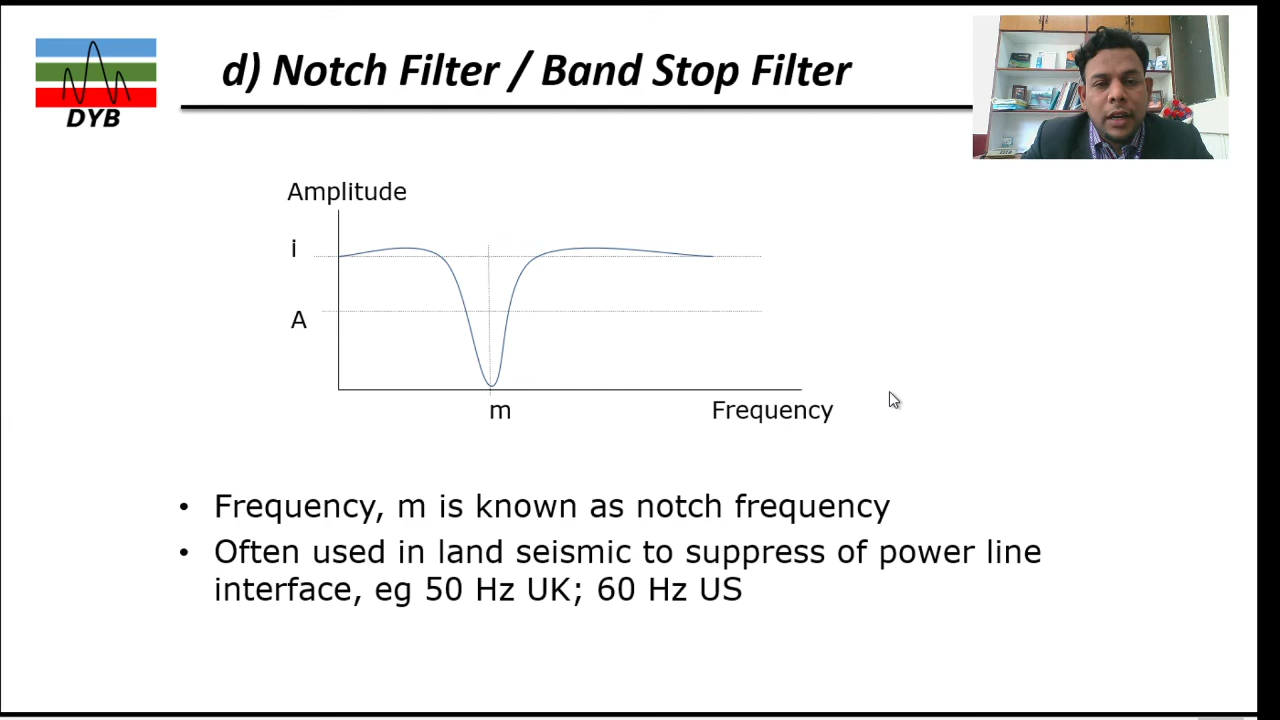 d) Notch Filter / Band Stop Filter
DYB
Amplitude
i
A
m
Frequency
• Frequency, m is known as notch frequency
• Often used in land seismic to suppress of power line
interface, eg 50 Hz UK; 60 Hz US